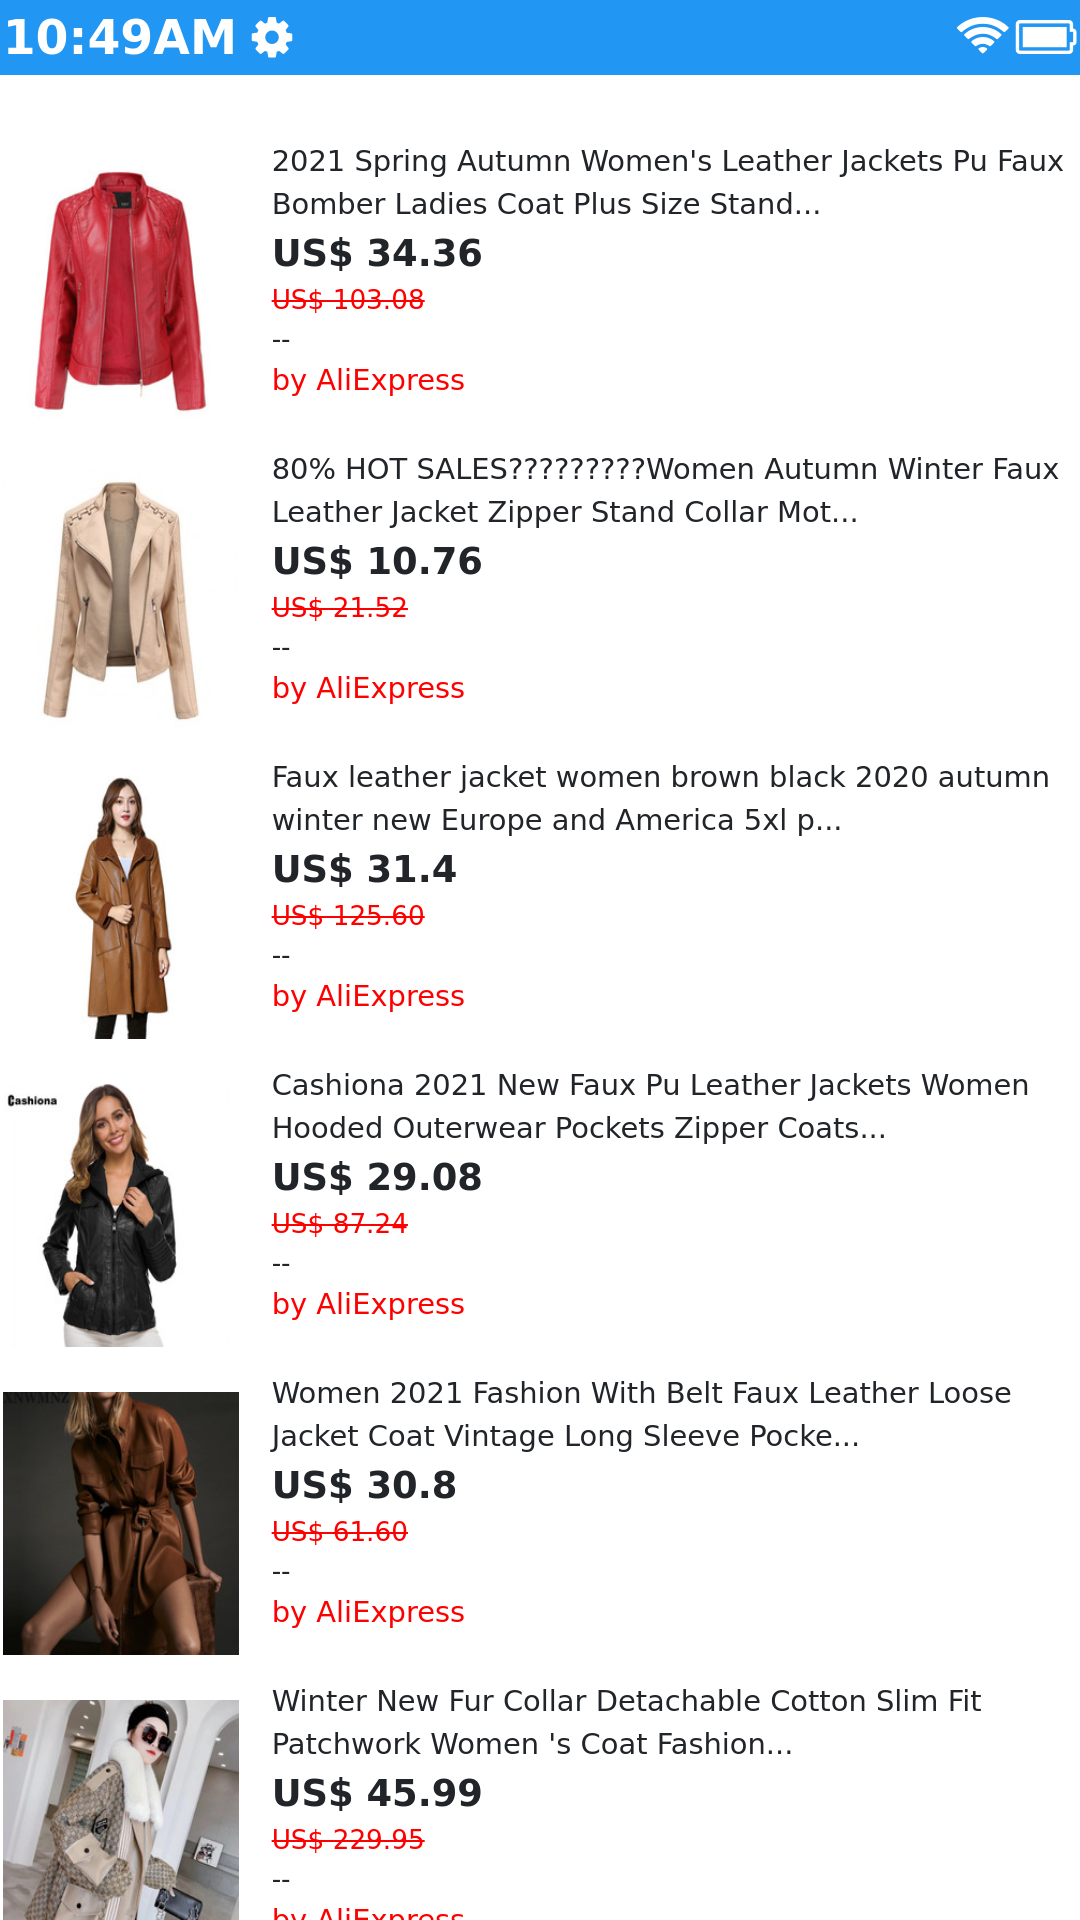 10:49AM
2021 Spring Autumn Women's Leather Jackets Pu Faux
Bomber Ladies Coat Plus Size Stand...
US$ 34.36
US$ 103.08
--
by AliExpress
80% HOT SALES?????????Women Autumn Winter Faux
Leather Jacket Zipper Stand Collar Mot...
US$ 10.76
US$ 21.52
--
by AliExpress
Faux leather jacket women brown black 2020 autumn
winter new Europe and America 5xl p...
US$ 31.4
US$ 125.60
--
by AliExpress
Cashiona
Cashiona 2021 New Faux Pu Leather Jackets Women
Hooded Outerwear Pockets Zipper Coats...
US$ 29.08
US$ 87.24
--
by AliExpress
Women 2021 Fashion With Belt Faux Leather Loose
Jacket Coat Vintage Long Sleeve Pocke...
US$ 30.8
US$ 61.60
--
by AliExpress
Winter New Fur Collar Detachable Cotton Slim Fit
Patchwork Women 's Coat Fashion...
US$ 45.99
US$ 229.95
--
by AliExpress